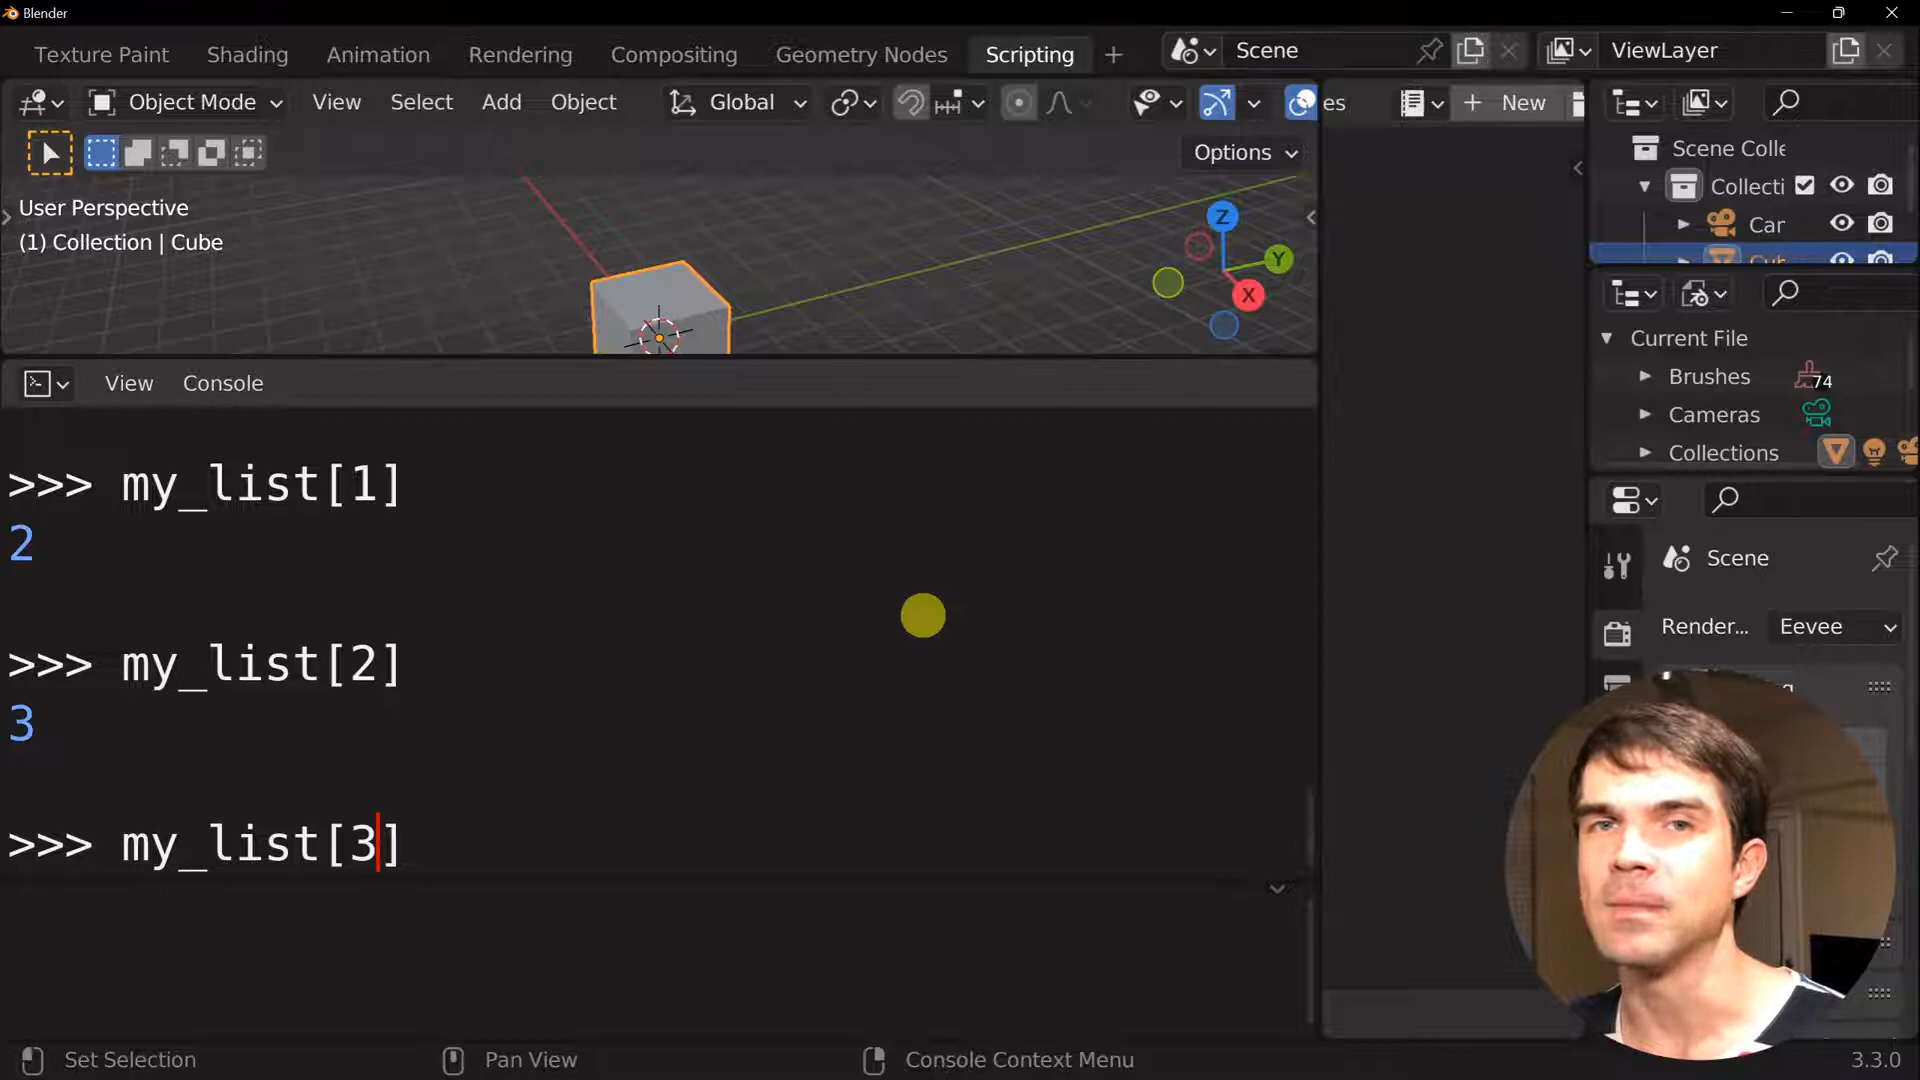 Blender
Texture Paint Shading Animation Rendering Compositing Geometry Nodes Scripting + Scene ViewLayer
Object Mode View Select Add Object Global es + New
Options
User Perspective
(1) Collection | Cube
Z
Y
X
Scene Colle
Collecti
Car
Current File
Brushes 74
Cameras
Collections
View Console
>>> my_list[1]
2
>>> my_list[2]
3
>>> my_list[3]
Scene
Render... Eevee
Set Selection Pan View Console Context Menu 3.3.0